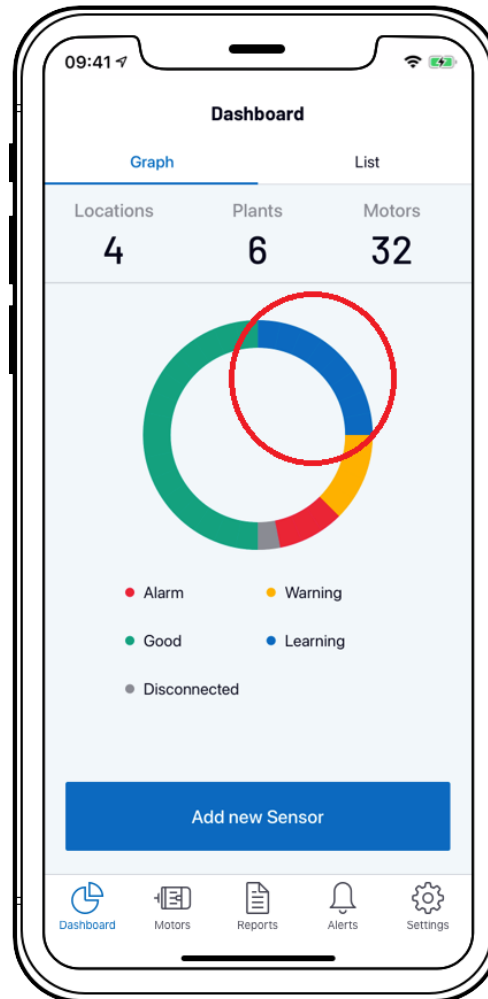 09:41
Dashboard
Graph List
Locations Plants Motors
4 6 32
Alarm Warning
Good Learning
Disconnected
Add new Sensor
Dashboard Motors Reports Alerts Settings